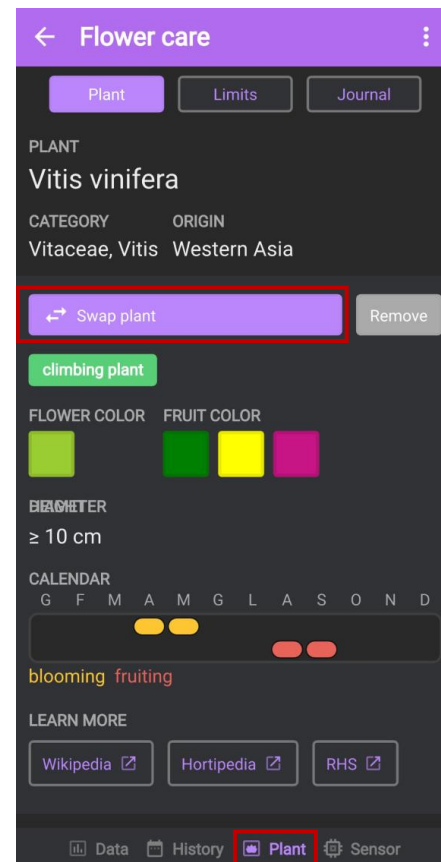 Flower care
Plant Limits Journal
PLANT
Vitis vinifera
CATEGORY ORIGIN
Vitaceae, Vitis Western Asia
Swap plant Remove
climbing plant
FLOWER COLOR FRUIT COLOR
≥ 10 cm
CALENDAR
G F M A M G L A S O N D
blooming fruiting
LEARN MORE
Wikipedia Hortipedia RHS
Data History Plant Sensor